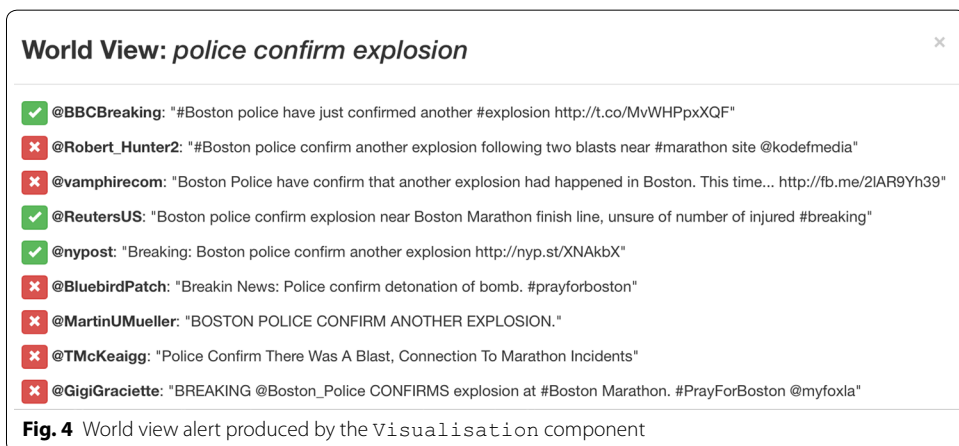 World View: police confirm explosion
×
@BBCBreaking: "#Boston police have just confirmed another #explosion http://t.co/MvWHPpxXQF"
@Robert_Hunter2: "#Boston police confirm another explosion following two blasts near #marathon site @kodefmedia"
@vamphirecom: "Boston Police have confirm that another explosion had happened in Boston. This time... http://fb.me/2lAR9Yh39"
@ReutersUS: "Boston police confirm explosion near Boston Marathon finish line, unsure of number of injured #breaking"
@nypost: "Breaking: Boston police confirm another explosion http://nyp.st/XNAkbX"
@BluebirdPatch: "Breakin News: Police confirm detonation of bomb. #prayforboston"
@MartinUMueller: "BOSTON POLICE CONFIRM ANOTHER EXPLOSION."
@TMcKeaigg: "Police Confirm There Was A Blast, Connection To Marathon Incidents"
@GigiGraciette: "BREAKING @Boston_Police CONFIRMS explosion at #Boston Marathon. #PrayForBoston @myfoxla"
Fig. 4 World view alert produced by the Visualisation component